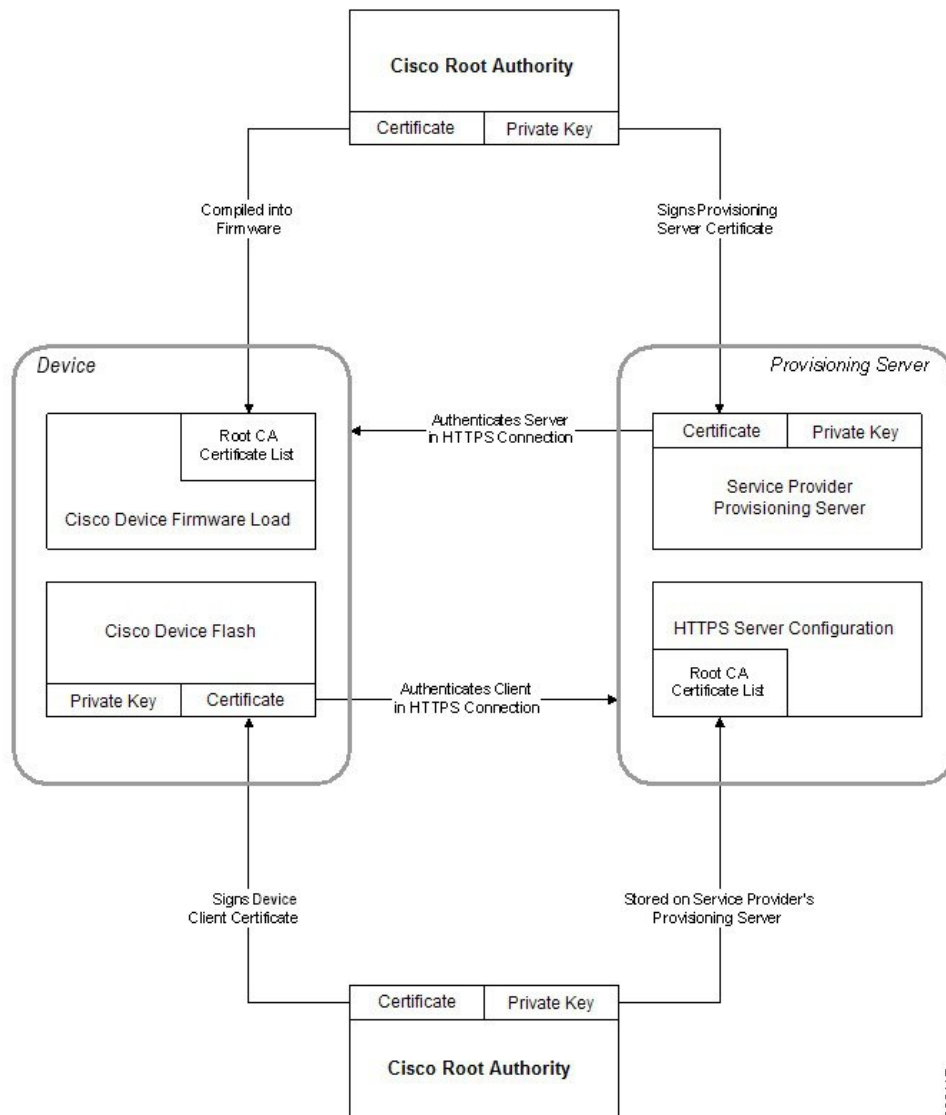 Cisco Root Authority
Certificate
Private Key
Compiled into
Firmware
Signs Provisioning
Server Certificate
Device
Provisioning Server
Root CA
Certificate List
Cisco Device Firmware Load
Authenticates Server
in HTTPS Connection
Certificate
Private Key
Service Provider
Provisioning Server
Cisco Device Flash
Private Key
Certificate
Authenticates Client
in HTTPS Connection
HTTPS Server Configuration
Root CA
Certificate List
Signs Device
Client Certificate
Stored on Service Provider's
Provisioning Server
Certificate
Private Key
Cisco Root Authority